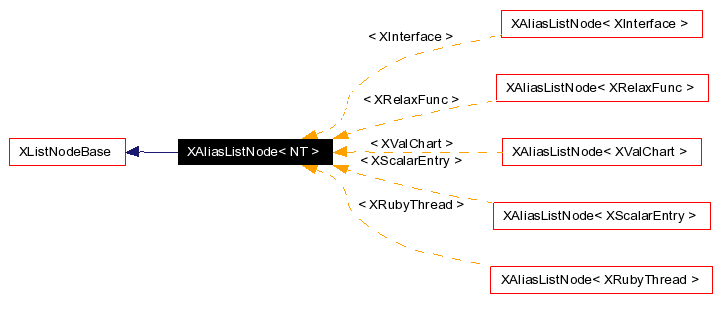 XAliasListNode< XInterface >
< XInterface >
XAliasListNode< XRelaxFunc >
< XRelaxFunc >
< XValChart >
XListNodeBase
XAliasListNode< NT >
XAliasListNode< XValChart >
< XScalarEntry >
< XRubyThread >
XAliasListNode< XScalarEntry >
XAliasListNode< XRubyThread >